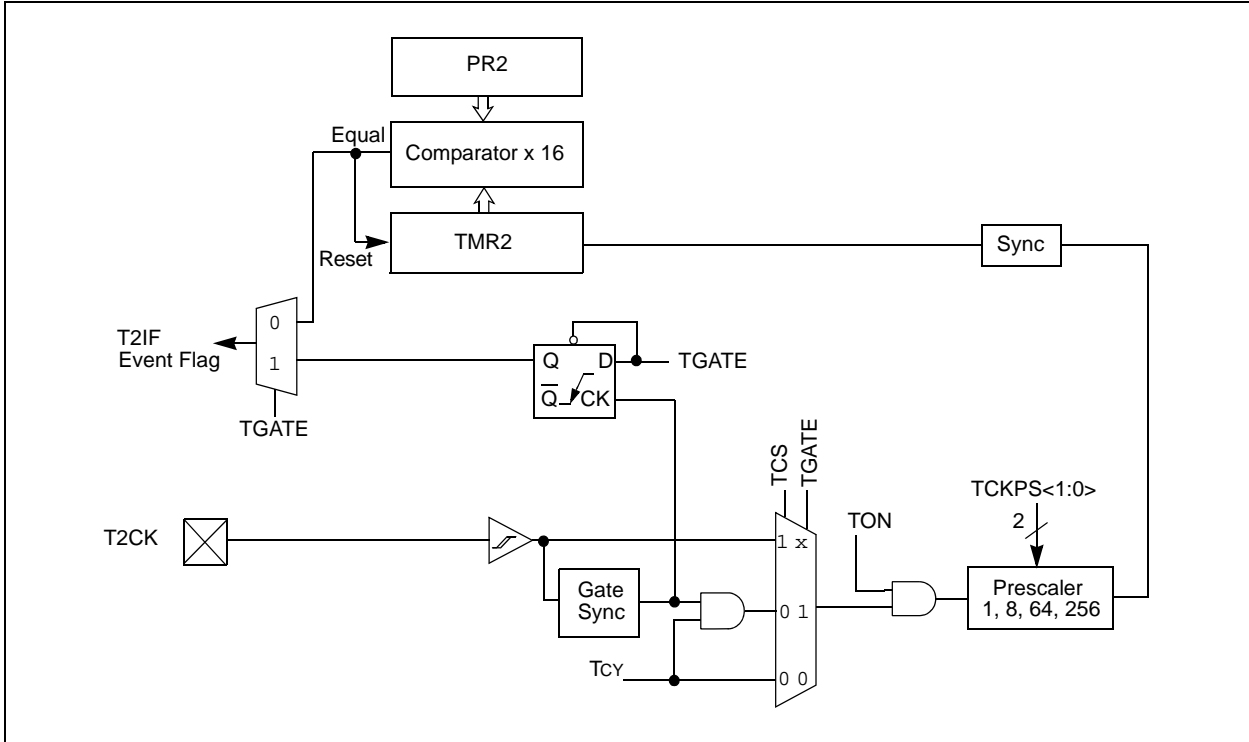 PR2
Equal
Comparator x 16
TMR2
Reset
Sync
0
T2IF
Event Flag
1
Q
D
TGATE
Q̅
CK
TGATE
TCS
TGATE
TCKPS<1:0>
2
TON
T2CK
1 x
Gate
Sync
Prescaler
1, 8, 64, 256
0 1
TCY
0 0